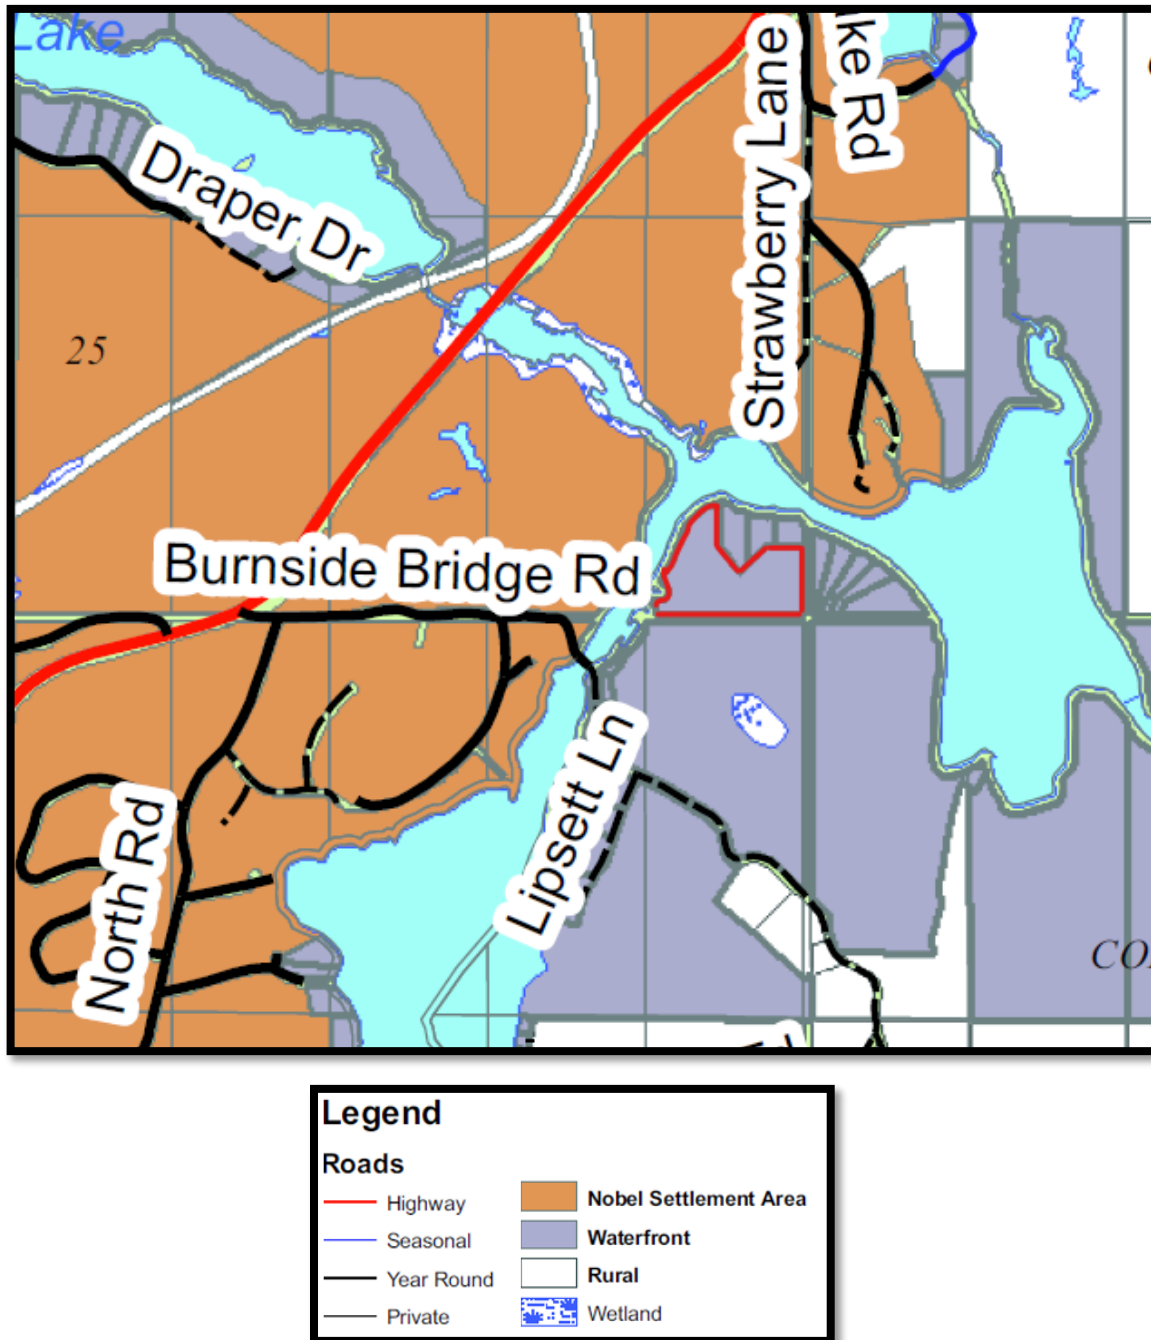 Lake
Strawberry Lane
ke Rd
Draper Dr
25
Burnside Bridge Rd
Lipsett Ln
North Rd
CO
Legend
Roads
Highway
Seasonal
Year Round
Private
Nobel Settlement Area
Waterfront
Rural
Wetland